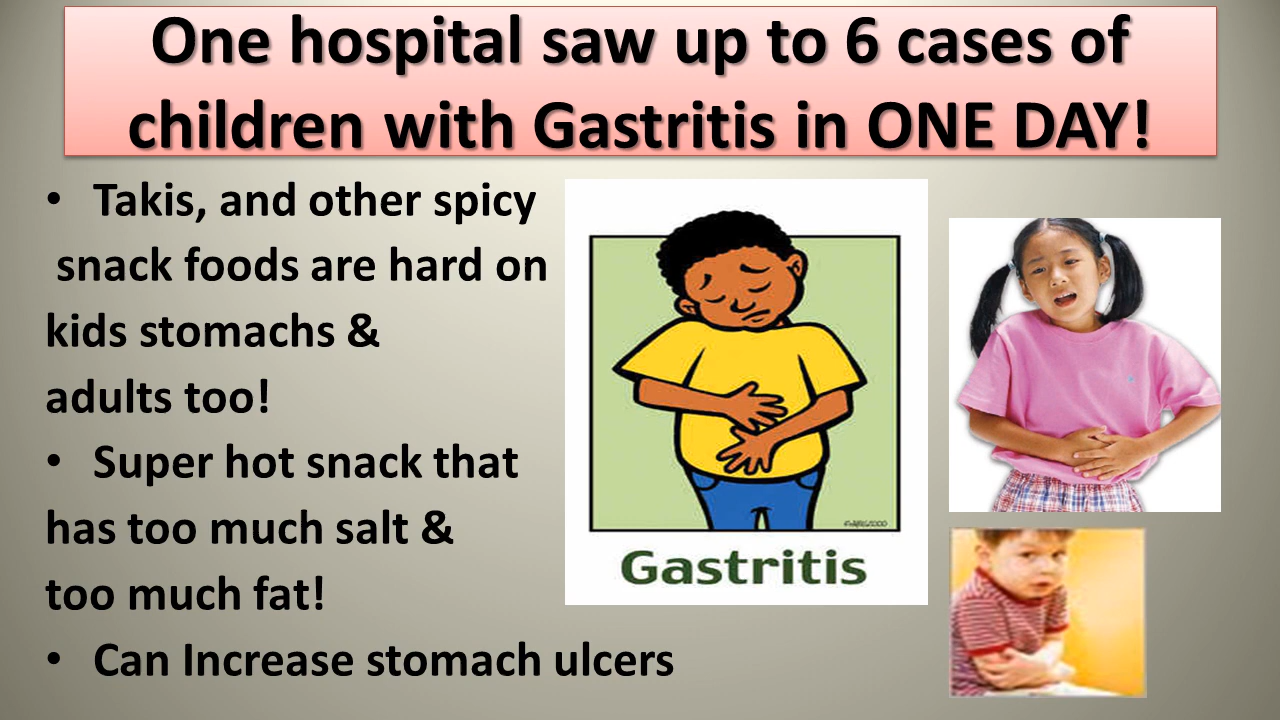 One hospital saw up to 6 cases of
children with Gastritis in ONE DAY!
• Takis, and other spicy
snack foods are hard on
kids stomachs &
adults too!
• Super hot snack that
has too much salt &
too much fat!
• Can Increase stomach ulcers
Gastritis